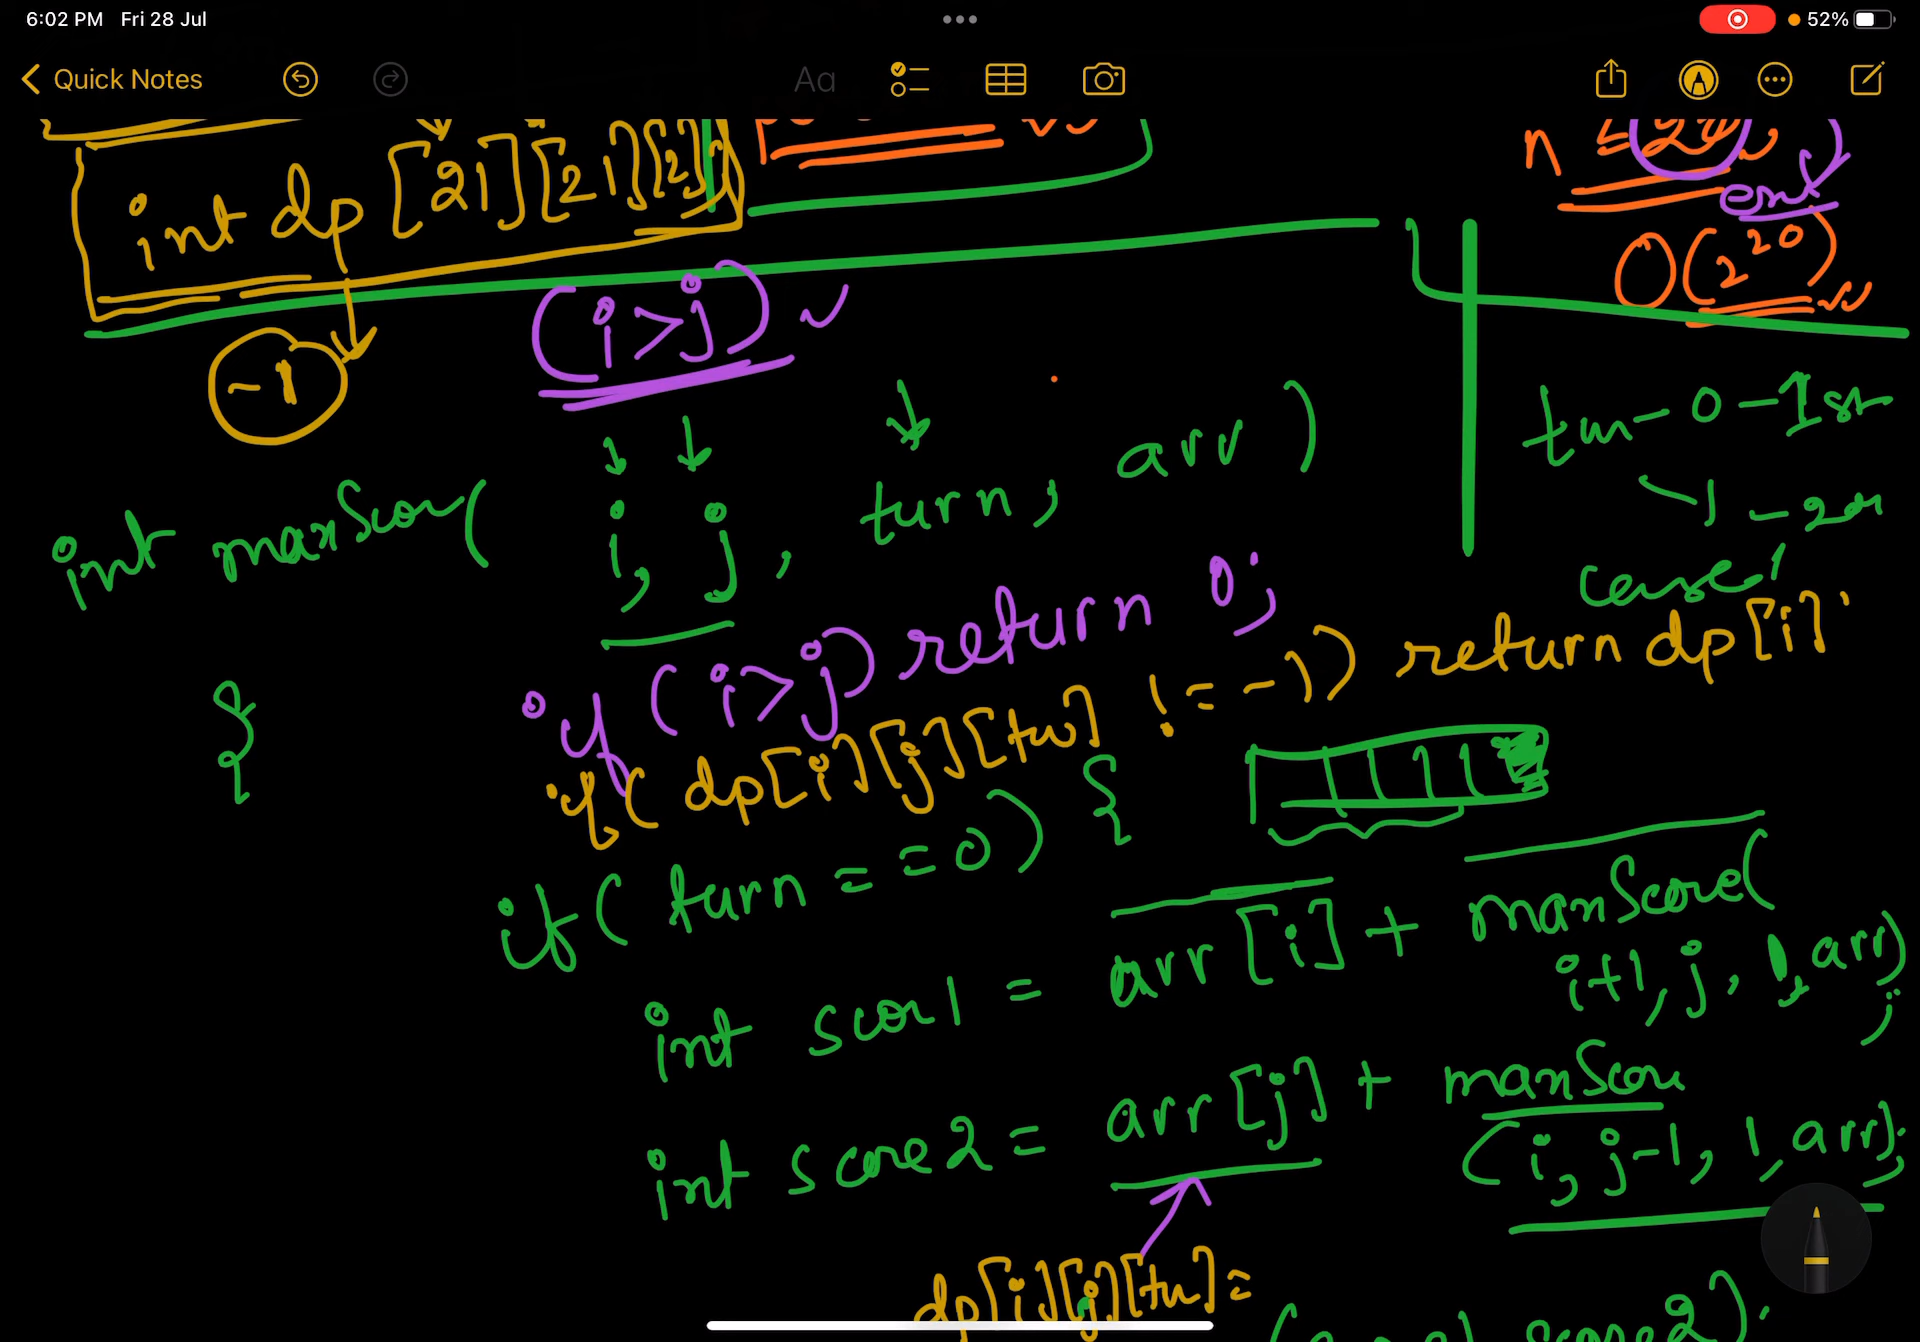 6:02 PM Fri 28 Jul
52%
Quick Notes
Aa
int dp [21][21][2]
n =
O(2^20)
-1
(i>j)
turn - 0 - 1st
1 - 2nd
case 1
int maxScore(
i, j, turn, arr )
{
if (i>j) return 0;
if( dp[i][j][tu] != -1) return dp[i]
if( turn == 0) {
int scor1 = arr[i] + maxScore(
i+1, j, 1, arr)
;
int score2 = arr[j] + maxScore
(i, j-1, 1, arr);
dp[i][j][tu] =
score2);